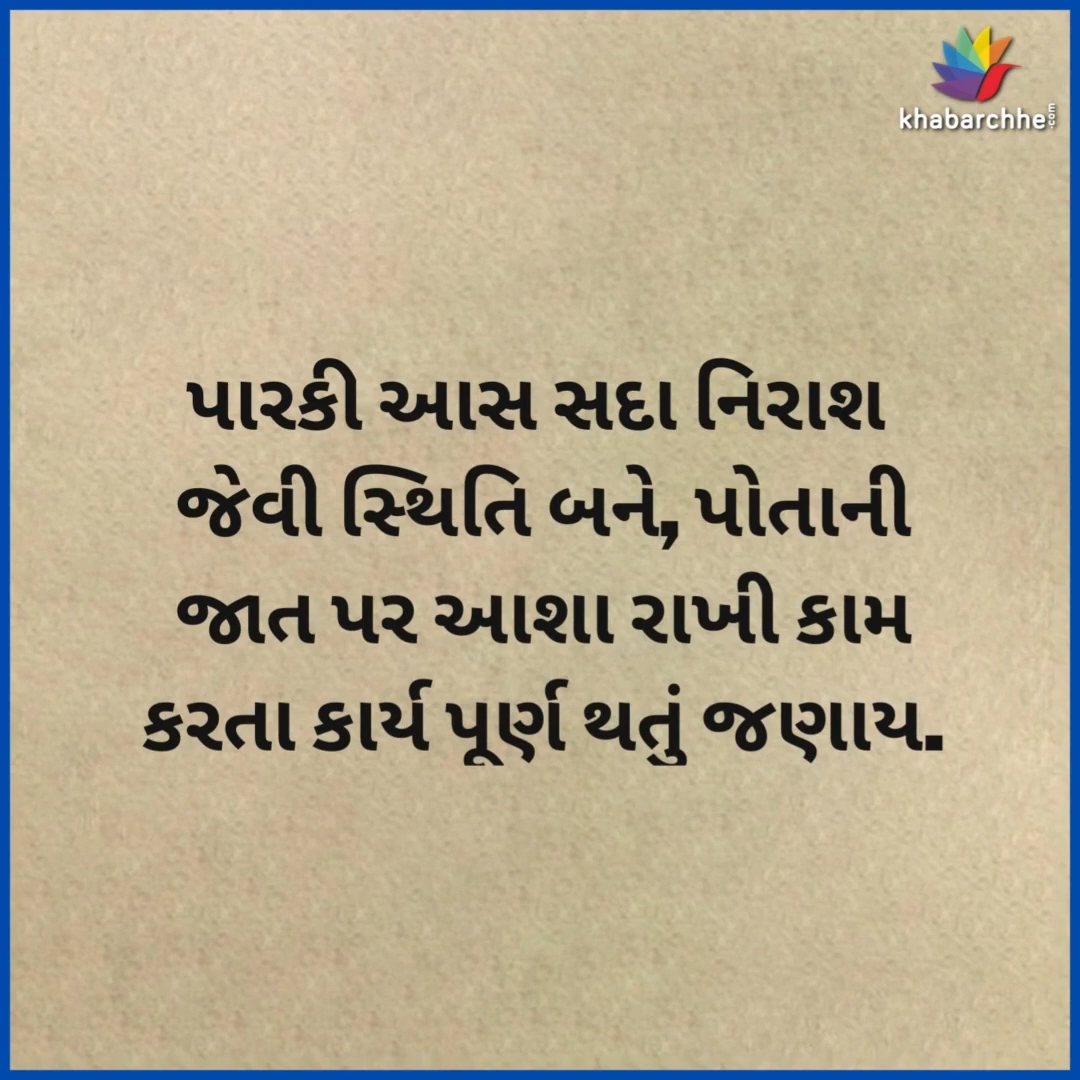 khabarchhe.com
પારકી આસ સદા નિરાશ
જેવી સ્થિતિ બને, પોતાની
જાત પર આશા રાખી કામ
કરતા કાર્ય પૂર્ણ થતું જણાય.